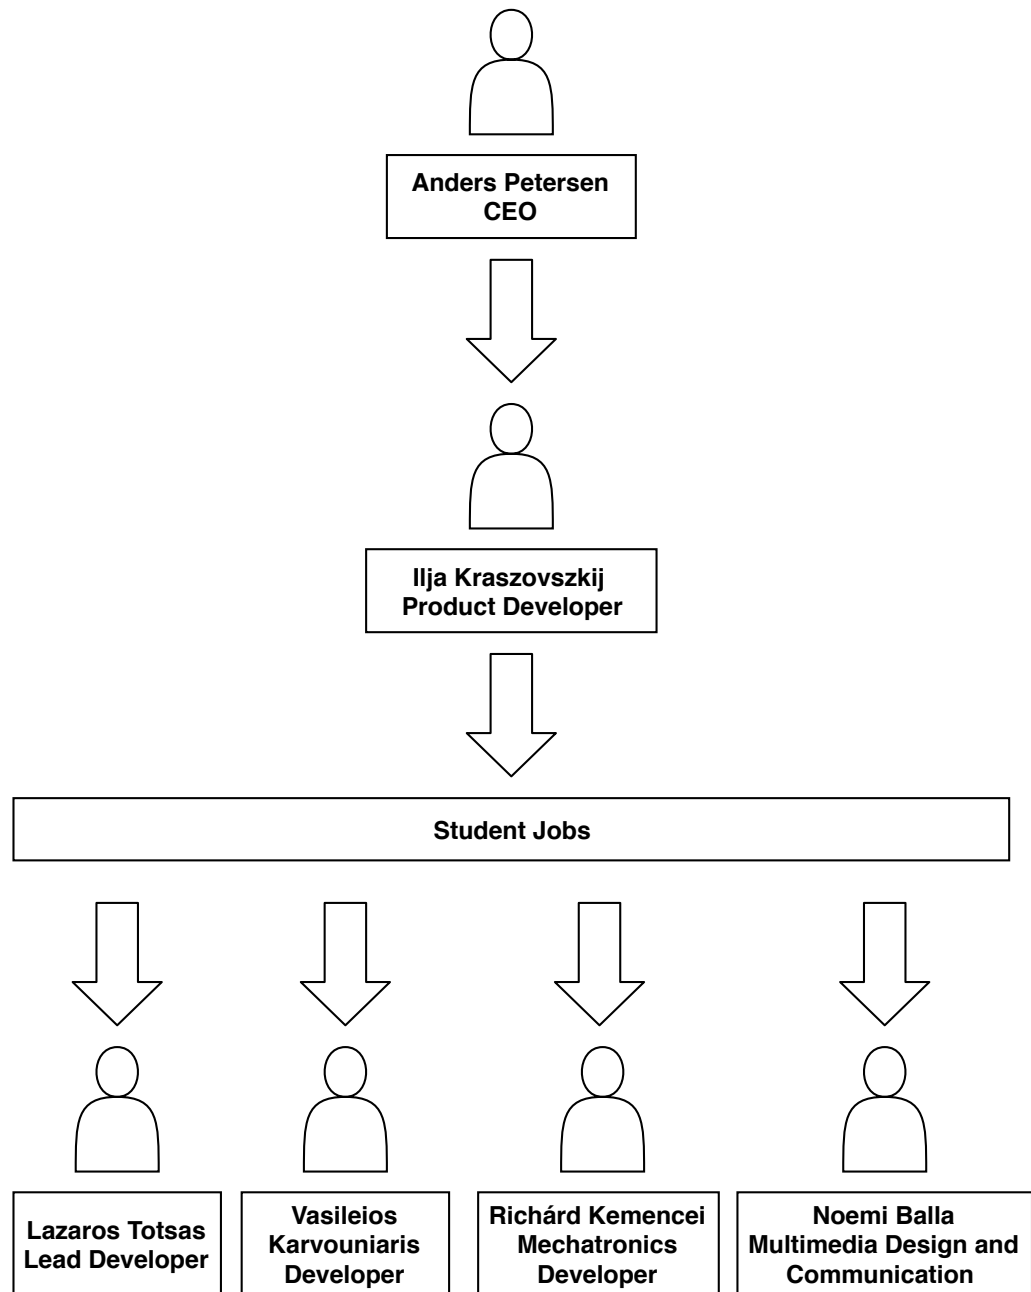 Anders Petersen
CEO
Ilja Kraszovszkij
Product Developer
Student Jobs
Lazaros Totsas
Lead Developer
Vasileios
Karvouniaris
Developer
Richárd Kemencei
Mechatronics
Developer
Noemi Balla
Multimedia Design and
Communication